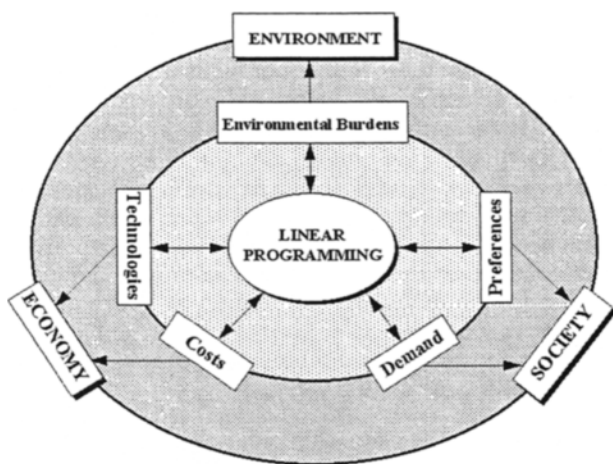 ENVIRONMENT
Environmental Burdens
Technologies
LINEAR
PROGRAMMING
Preferences
ECONOMY
Costs
Demand
SOCIETY